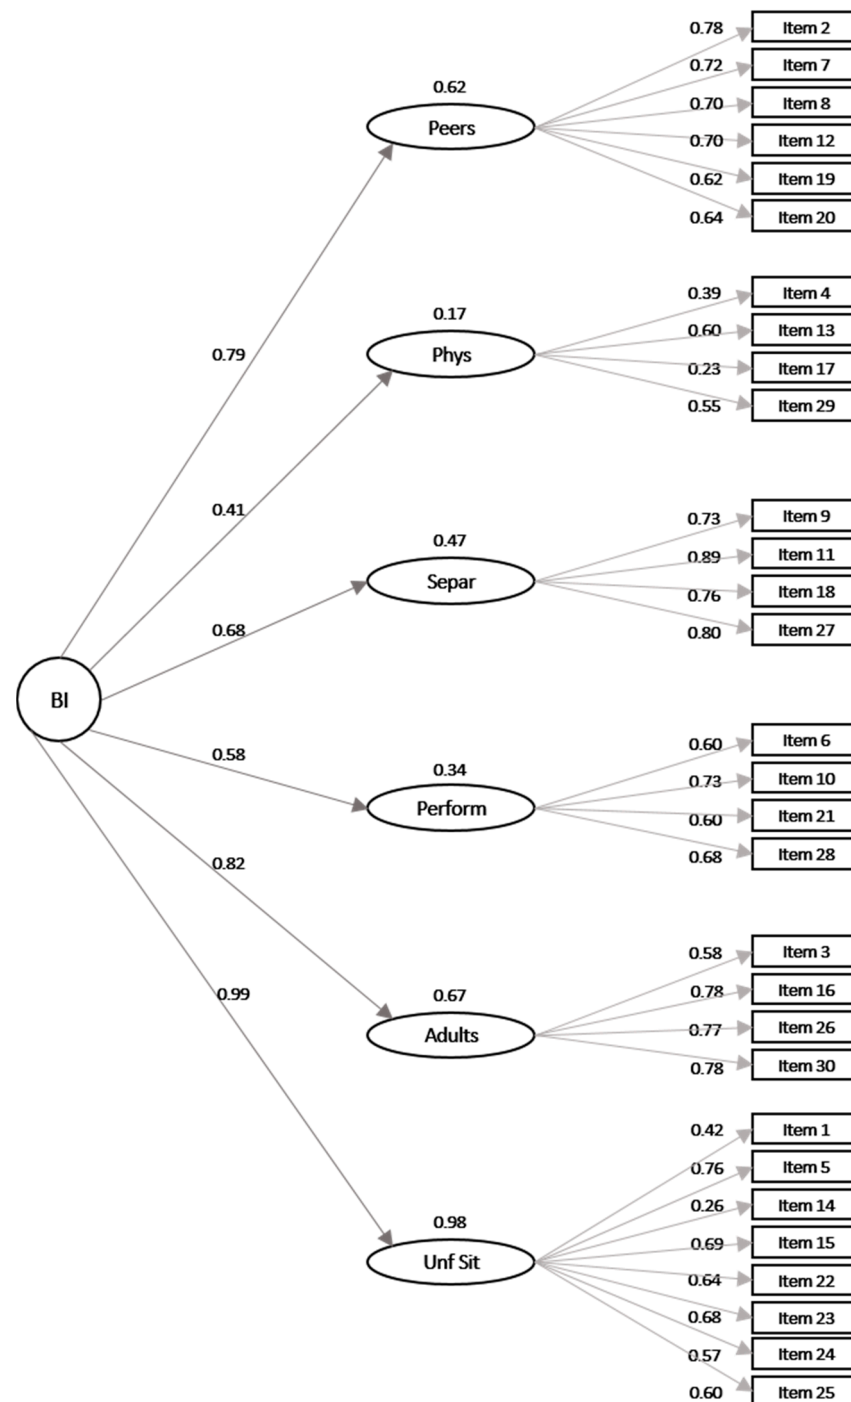 0.78 Item 2
0.72 Item 7
0.62
0.70 Item 8
Peers
0.70 Item 12
0.62 Item 19
0.64 Item 20
0.39 Item 4
0.17
0.60 Item 13
0.79
Phys
0.23 Item 17
0.55 Item 29
0.41
0.73 Item 9
0.47
0.89 Item 11
Separ
0.76 Item 18
0.68
0.80 Item 27
BI
0.58
0.60 Item 6
0.34
0.73 Item 10
Perform
0.60 Item 21
0.68 Item 28
0.82
0.58 Item 3
0.99
0.67
0.78 Item 16
Adults
0.77 Item 26
0.78 Item 30
0.42 Item 1
0.76 Item 5
0.98
0.26 Item 14
0.69 Item 15
Unf Sit
0.64 Item 22
0.68 Item 23
0.57 Item 24
0.60 Item 25